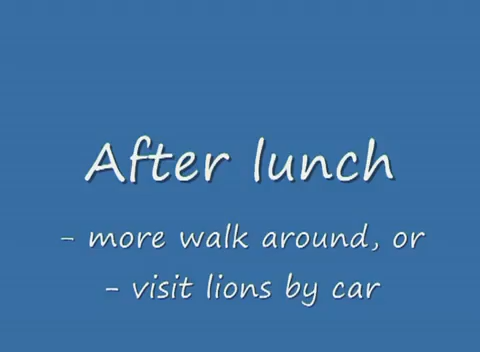 After lunch
- more walk around, or
- visit lions by car